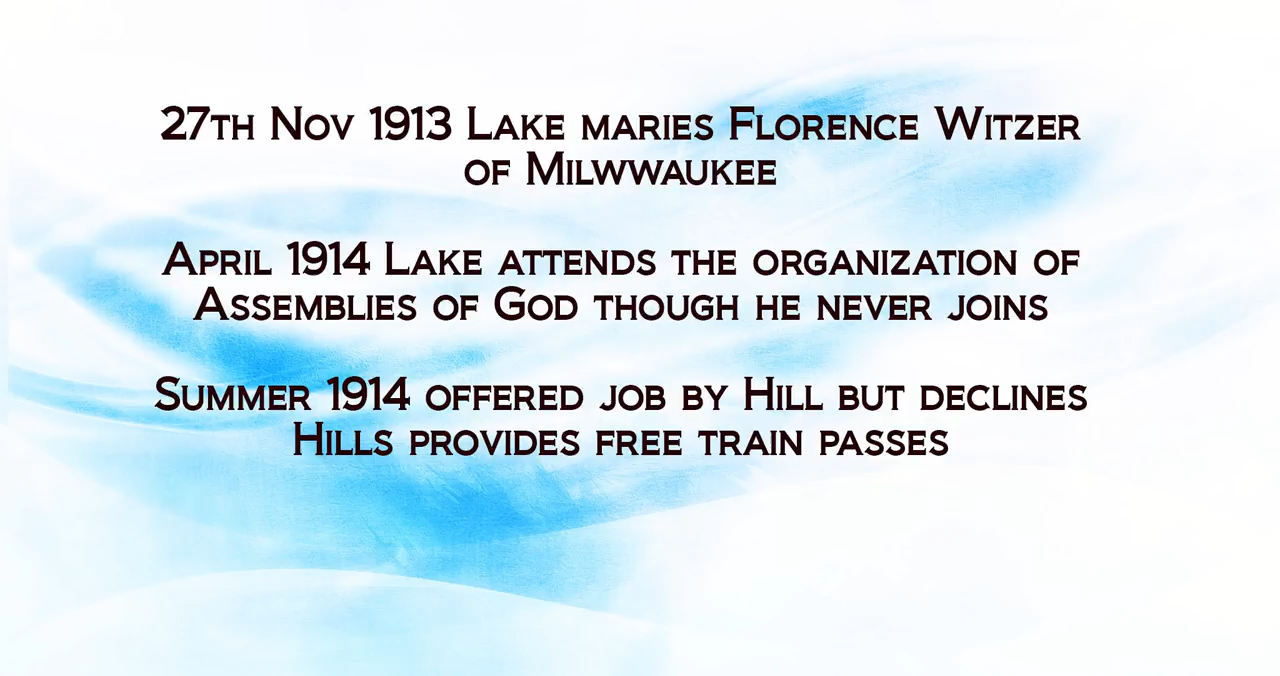 27th Nov 1913 Lake maries Florence Witzer
of Milwwaukee
April 1914 Lake attends the organization of
Assemblies of God though he never joins
Summer 1914 offered job by Hill but declines
Hills provides free train passes